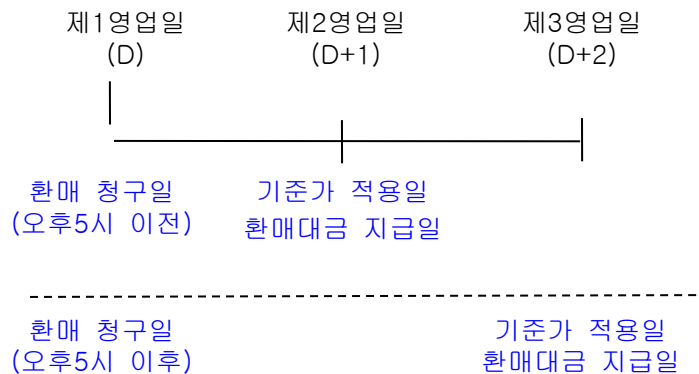 제1영업일 제2영업일 제3영업일
(D) (D+1) (D+2)
환매 청구일 기준가 적용일
(오후5시 이전) 환매대금 지급일
환매 청구일 기준가 적용일
(오후5시 이후) 환매대금 지급일